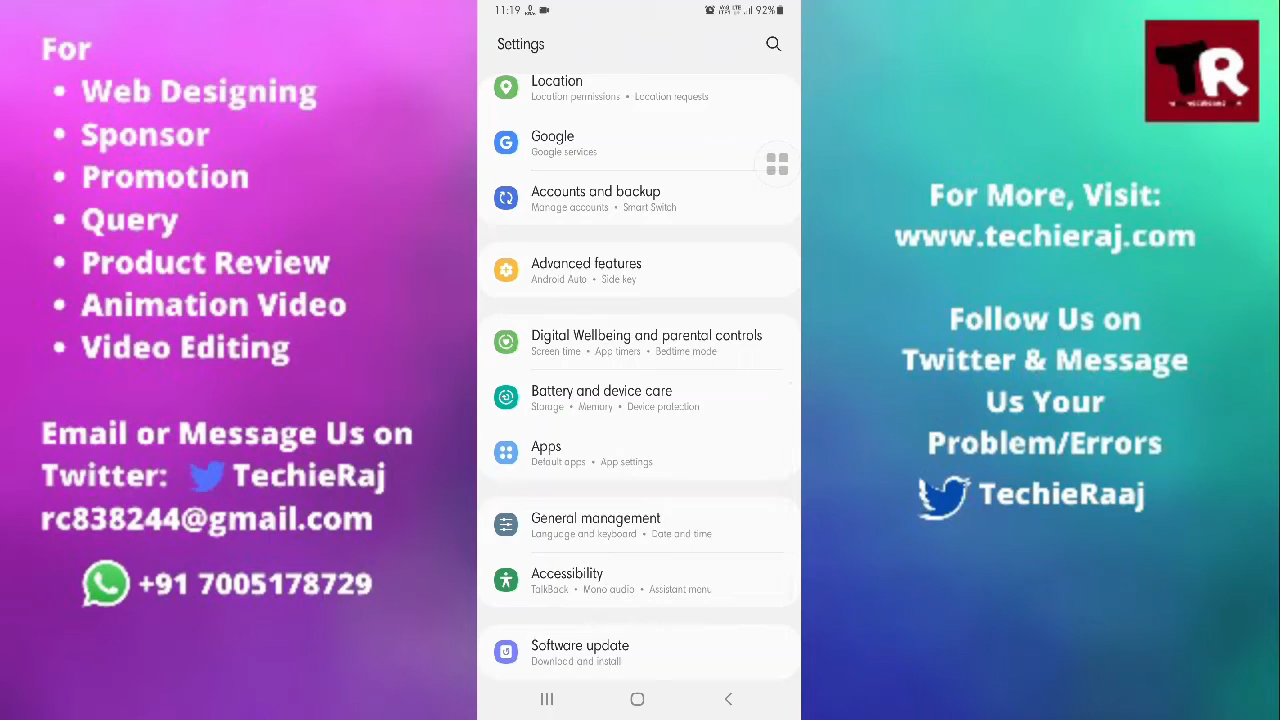 For
• Web Designing
• Sponsor
• Promotion
• Query
• Product Review
• Animation Video
• Video Editing
Email or Message Us on
Twitter: TechieRaj
rc838244@gmail.com
+91 7005178729
11:19
92%
Settings
Location
Location permissions • Location requests
Google
Google services
Accounts and backup
Manage accounts • Smart Switch
Advanced features
Android Auto • Side key
Digital Wellbeing and parental controls
Screen time • App timers • Bedtime mode
Battery and device care
Storage • Memory • Device protection
Apps
Default apps • App settings
General management
Language and keyboard • Date and time
Accessibility
TalkBack • Mono audio • Assistant menu
Software update
Download and install
TR
For More, Visit:
www.techieraj.com
Follow Us on
Twitter & Message
Us Your
Problem/Errors
TechieRaaj